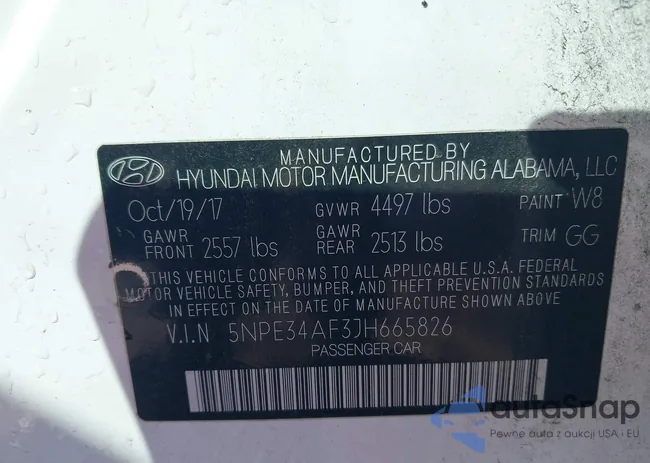 MANUFACTURED BY
HYUNDAI MOTOR MANUFACTURING ALABAMA, LLC
Oct/19/17 GVWR 4497 lbs PAINT W8
GAWR FRONT 2557 lbs GAWR REAR 2513 lbs TRIM GG
THIS VEHICLE CONFORMS TO ALL APPLICABLE U.S.A. FEDERAL
MOTOR VEHICLE SAFETY, BUMPER, AND THEFT PREVENTION STANDARDS
IN EFFECT ON THE DATE OF MANUFACTURE SHOWN ABOVE
V.I.N 5NPE34AF3JH665826
PASSENGER CAR
autoSnap
Pewne auta z aukcji USA i EU